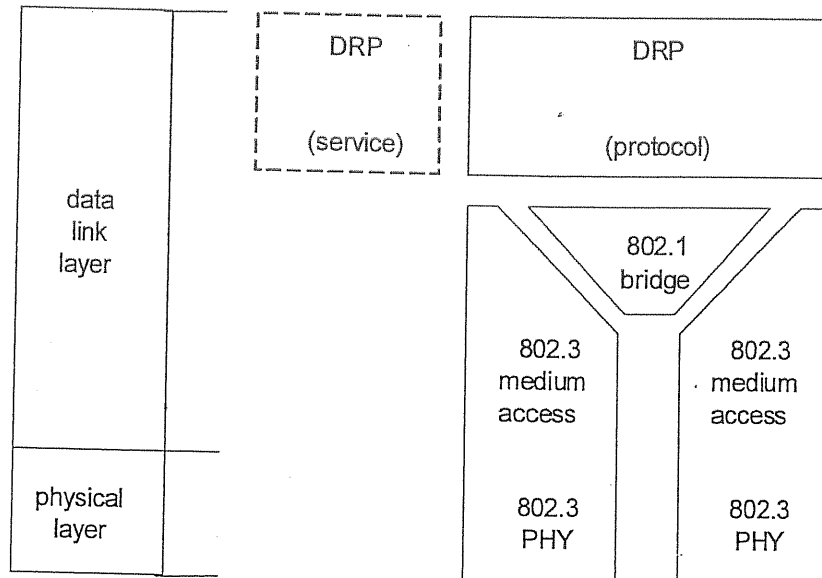 DRP
(service)
DRP
(protocol)
data
link
layer
802.1
bridge
802.3
medium
access
802.3
medium
access
physical
layer
802.3
PHY
802.3
PHY